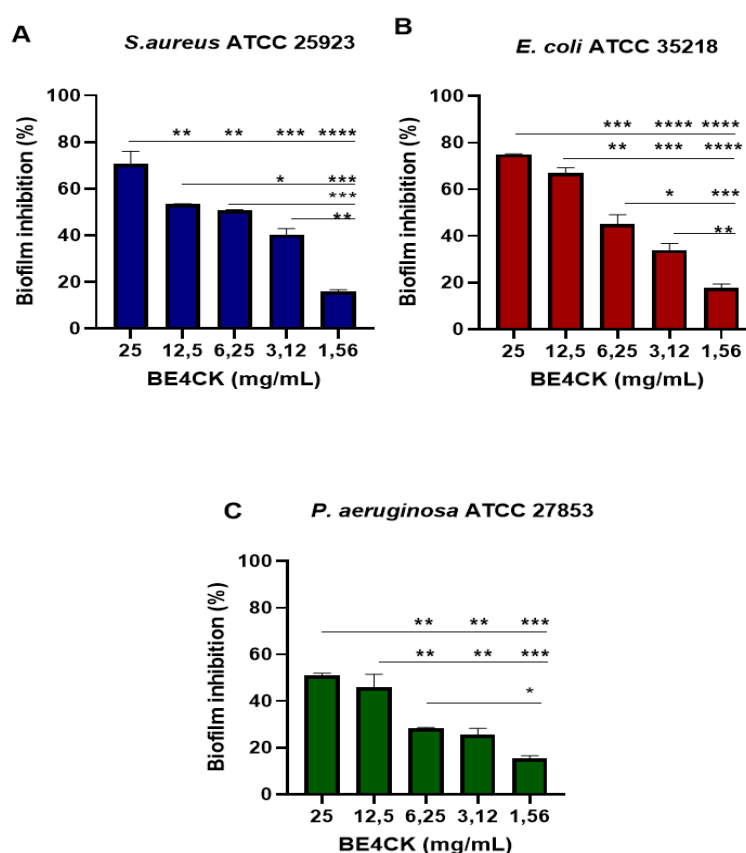 A
S.aureus ATCC 25923
Biofilm inhibition (%)
100
80
60
40
20
0
** ** *** ****
* ***
***
**
25 12,5 6,25 3,12 1,56
BE4CK (mg/mL)
B
E. coli ATCC 35218
Biofilm inhibition (%)
100
80
60
40
20
0
*** **** ****
** *** ****
* ***
**
25 12,5 6,25 3,12 1,56
BE4CK (mg/mL)
C
P. aeruginosa ATCC 27853
Biofilm inhibition (%)
100
80
60
40
20
0
** ** ***
** ** ***
*
25 12,5 6,25 3,12 1,56
BE4CK (mg/mL)